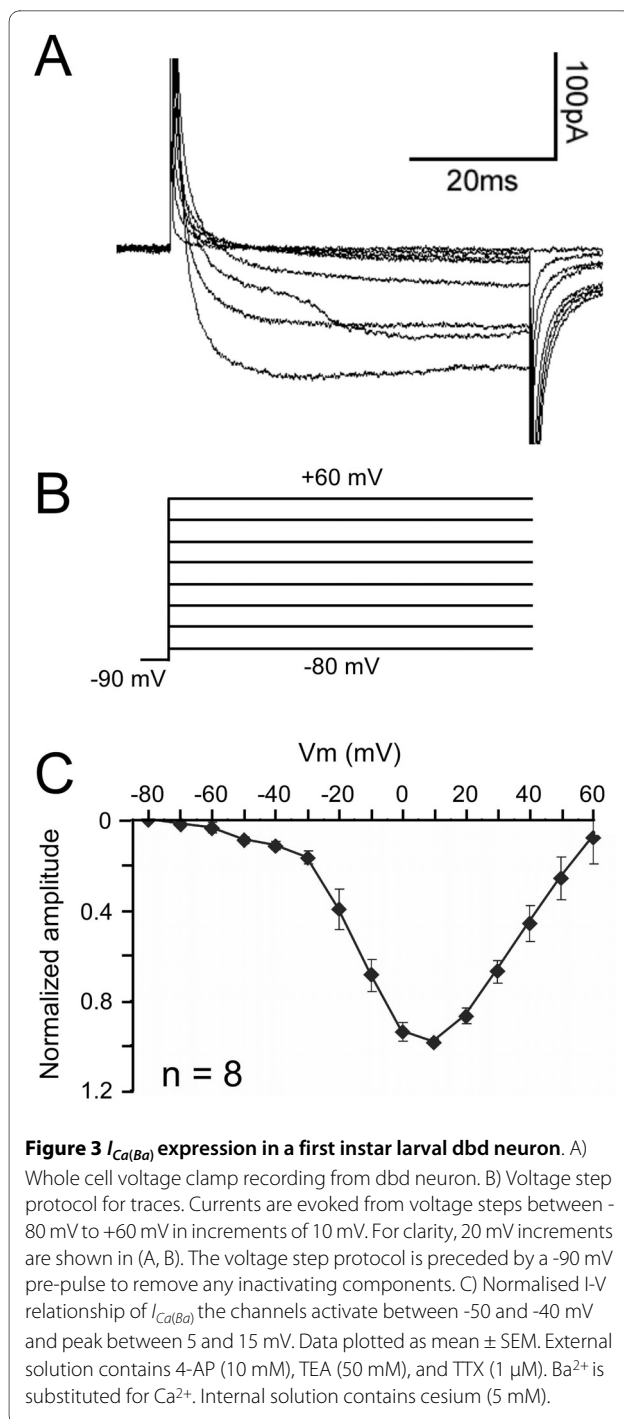 A
100pA
20ms
B
+60 mV
-90 mV
-80 mV
C
Vm (mV)
-80 -60 -40 -20 0 20 40 60
0
0.4
0.8
1.2
Normalized amplitude
n = 8
Figure 3 I_Ca(Ba) expression in a first instar larval dbd neuron. A)
Whole cell voltage clamp recording from dbd neuron. B) Voltage step
protocol for traces. Currents are evoked from voltage steps between -
80 mV to +60 mV in increments of 10 mV. For clarity, 20 mV increments
are shown in (A, B). The voltage step protocol is preceded by a -90 mV
pre-pulse to remove any inactivating components. C) Normalised I-V
relationship of I_Ca(Ba) the channels activate between -50 and -40 mV
and peak between 5 and 15 mV. Data plotted as mean ± SEM. External
solution contains 4-AP (10 mM), TEA (50 mM), and TTX (1 μM). Ba²⁺ is
substituted for Ca²⁺. Internal solution contains cesium (5 mM).